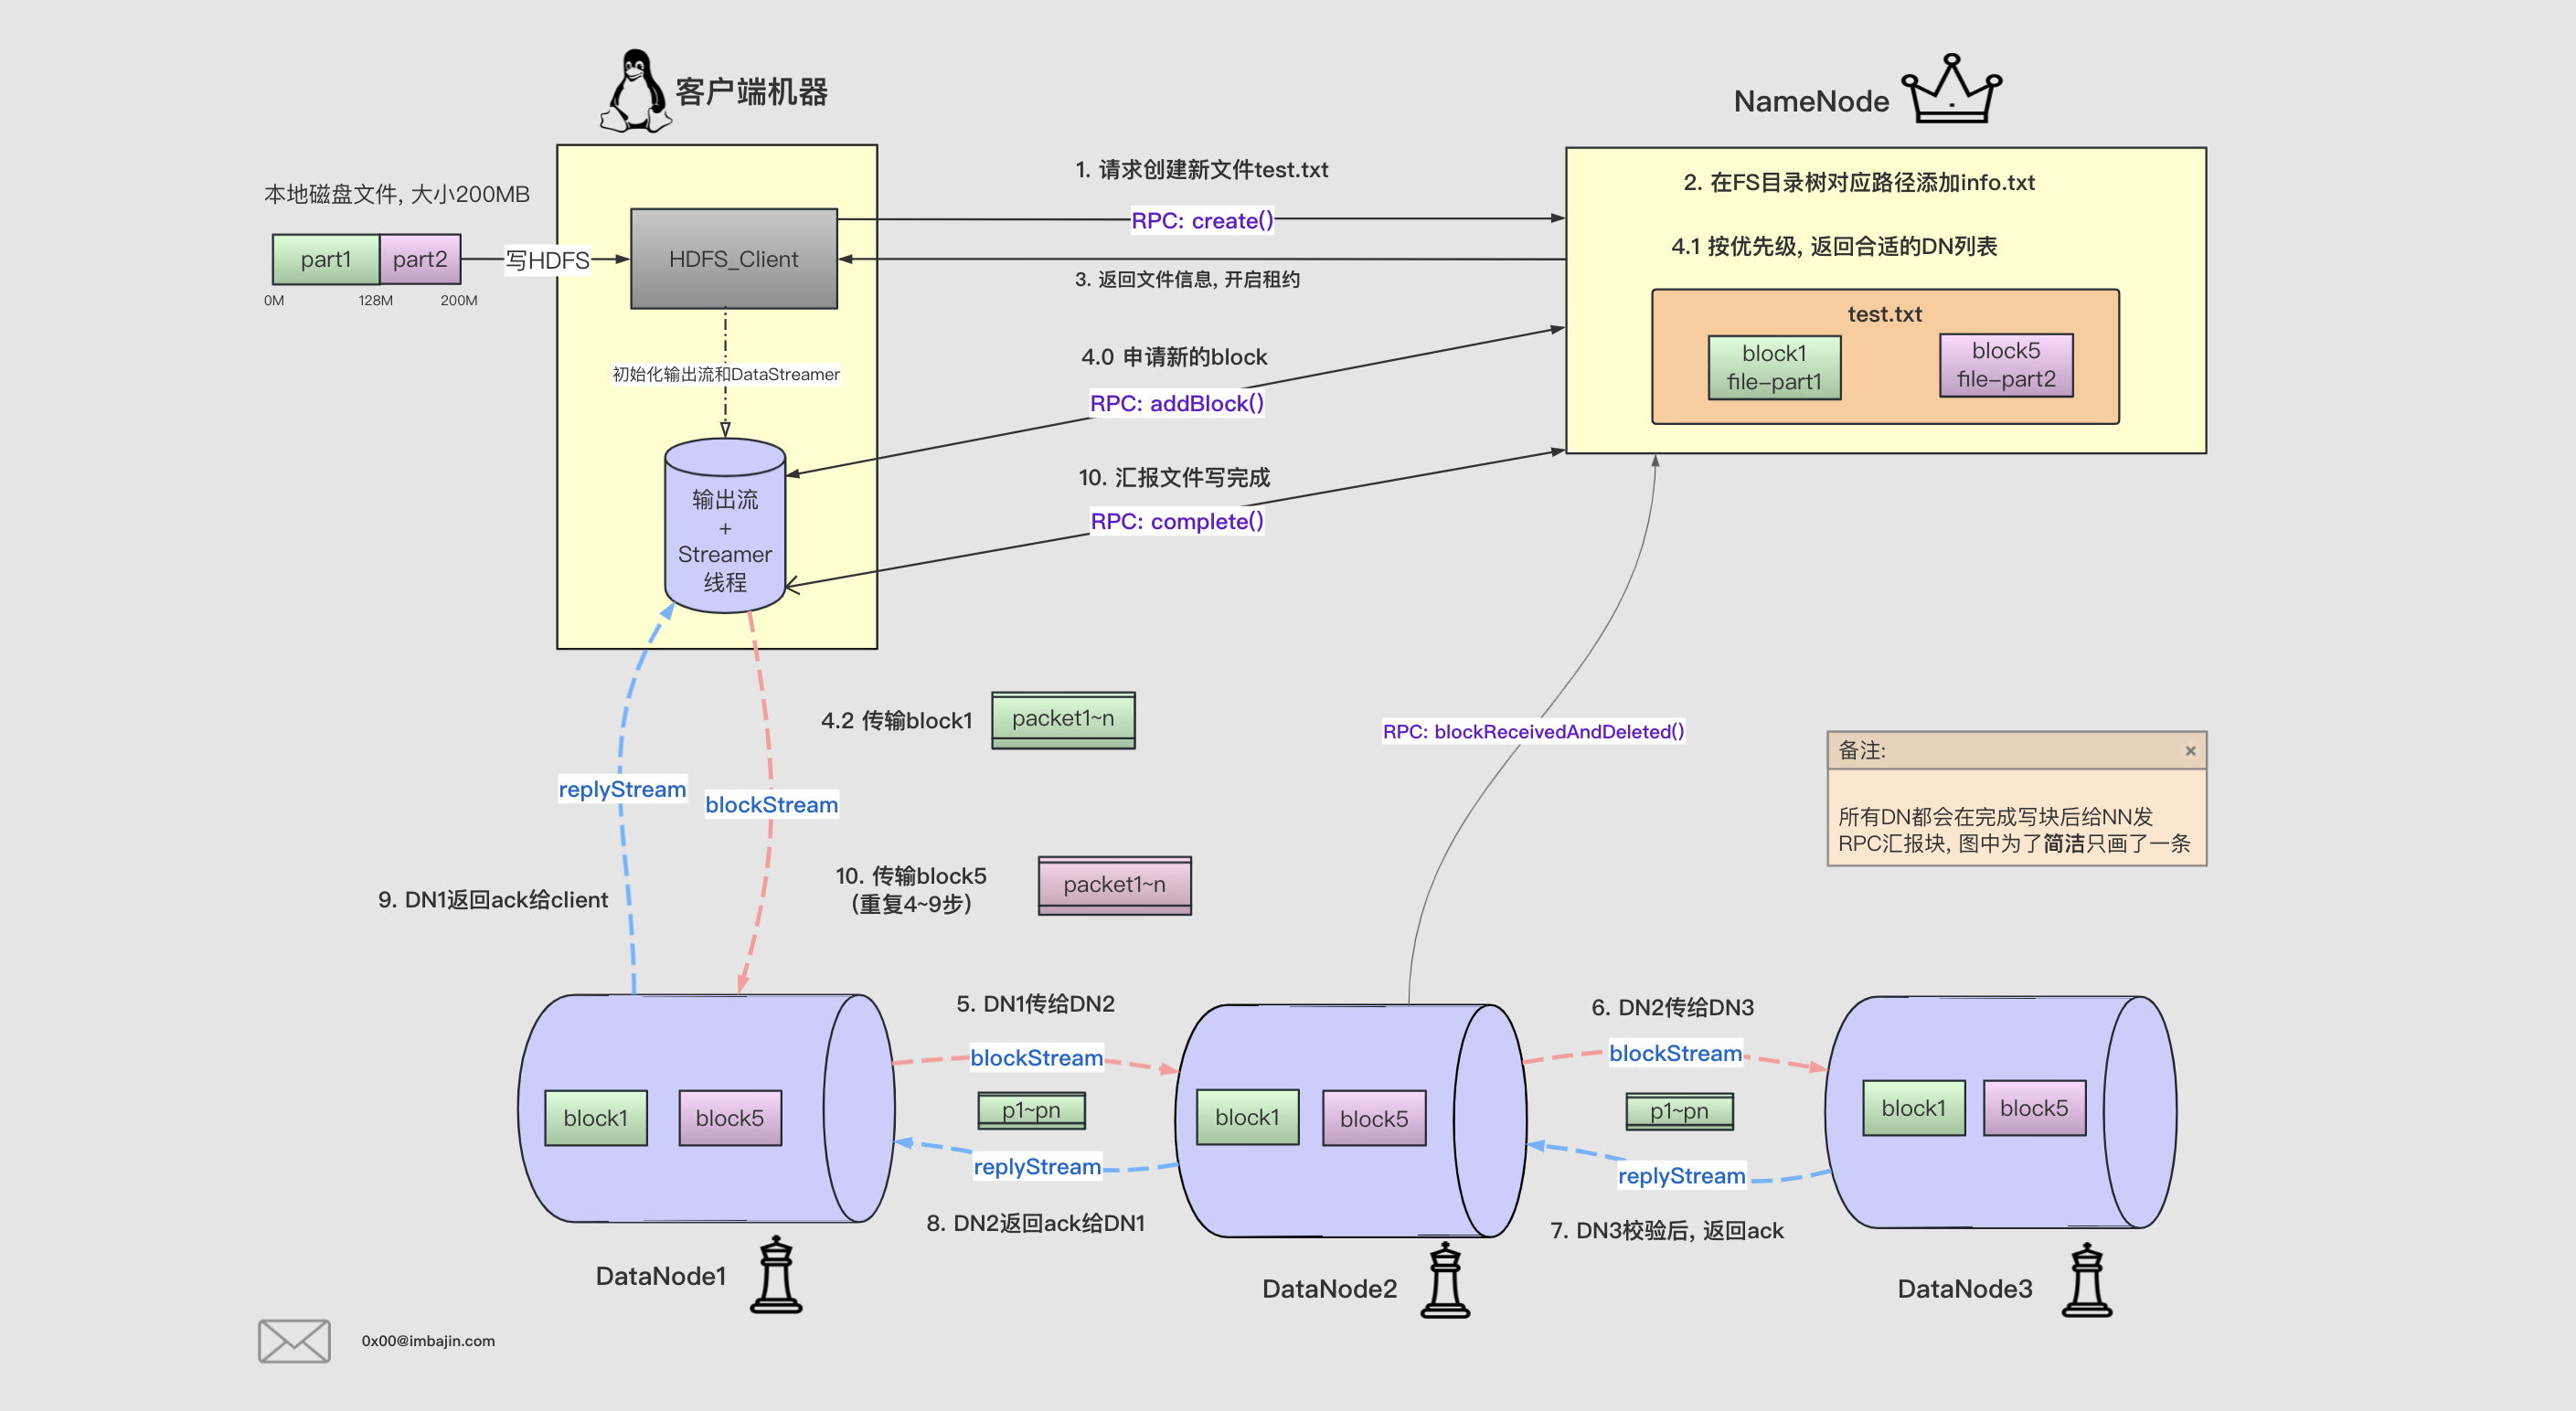 客户端机器
NameNode
本地磁盘文件, 大小200MB
part1
part2
0M
128M
200M
写HDFS
HDFS_Client
初始化输出流和DataStreamer
输出流
+
Streamer
线程
1. 请求创建新文件test.txt
RPC: create()
3. 返回文件信息, 开启租约
4.0 申请新的block
RPC: addBlock()
10. 汇报文件写完成
RPC: complete()
2. 在FS目录树对应路径添加info.txt
4.1 按优先级, 返回合适的DN列表
test.txt
block1
file-part1
block5
file-part2
4.2 传输block1
packet1~n
replyStream
blockStream
RPC: blockReceivedAndDeleted()
备注:
×
所有DN都会在完成写块后给NN发
RPC汇报块, 图中为了简洁只画了一条
9. DN1返回ack给client
10. 传输block5
(重复4~9步)
packet1~n
5. DN1传给DN2
blockStream
p1~pn
replyStream
8. DN2返回ack给DN1
6. DN2传给DN3
blockStream
p1~pn
replyStream
7. DN3校验后, 返回ack
block1
block5
block1
block5
block1
block5
DataNode1
DataNode2
DataNode3
0x00@imbajin.com